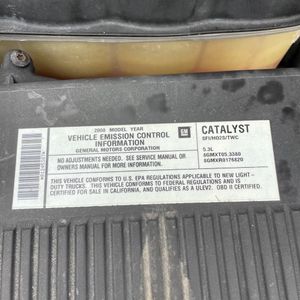 2000 MODEL YEAR
VEHICLE EMISSION CONTROL
INFORMATION
GENERAL MOTORS CORPORATION
GM
CATALYST
SFI/HO2S/TWC
NO ADJUSTMENTS NEEDED. SEE SERVICE MANUAL OR
OWNERS MANUAL FOR MORE INFORMATION.
5.3L
THIS VEHICLE CONFORMS TO U.S. EPA REGULATIONS APPLICABLE TO NEW LIGHT-
DUTY TRUCKS. THIS VEHICLE CONFORMS TO FEDERAL REGULATIONS AND IS
CERTIFIED FOR SALE IN CALIFORNIA, AND QUALIFIES AS A ULEV2. OBD II CERTIFIED.